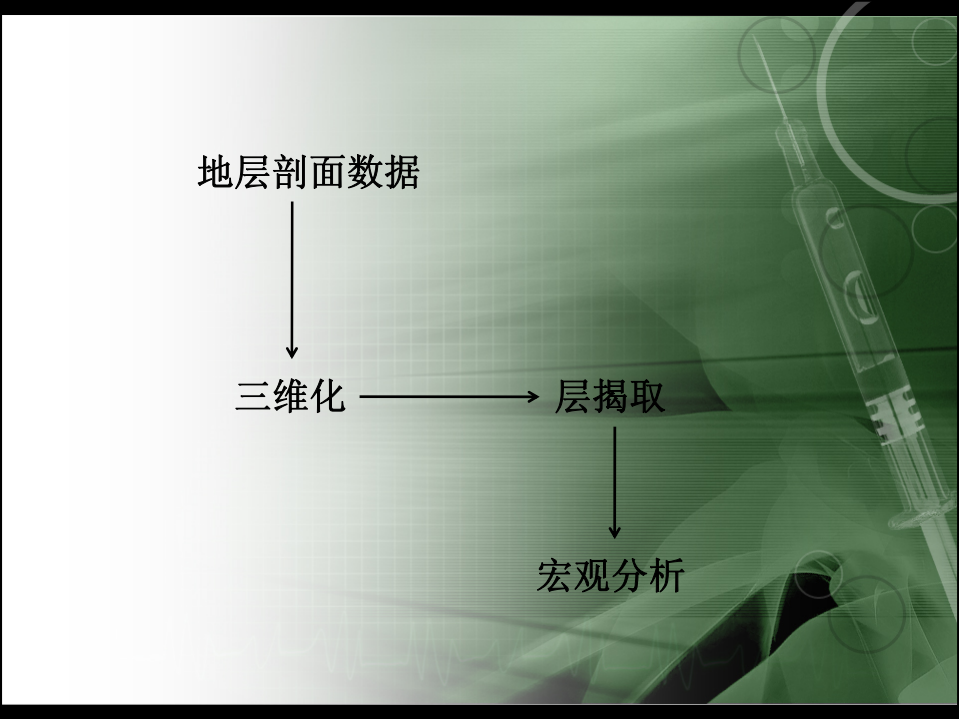 地层剖面数据
三维化
层揭取
宏观分析